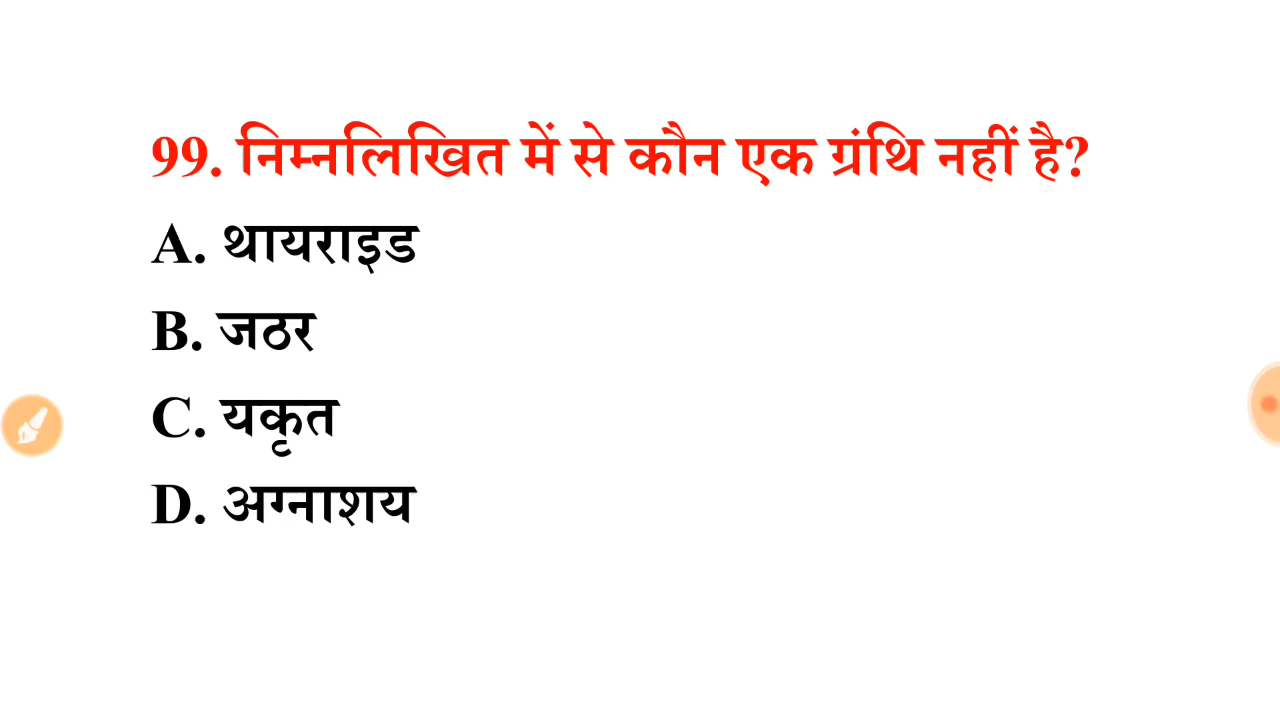 99. निम्नलिखित में से कौन एक ग्रंथि नहीं है?
A. थायराइड
B. जठर
C. यकृत
D. अग्नाशय